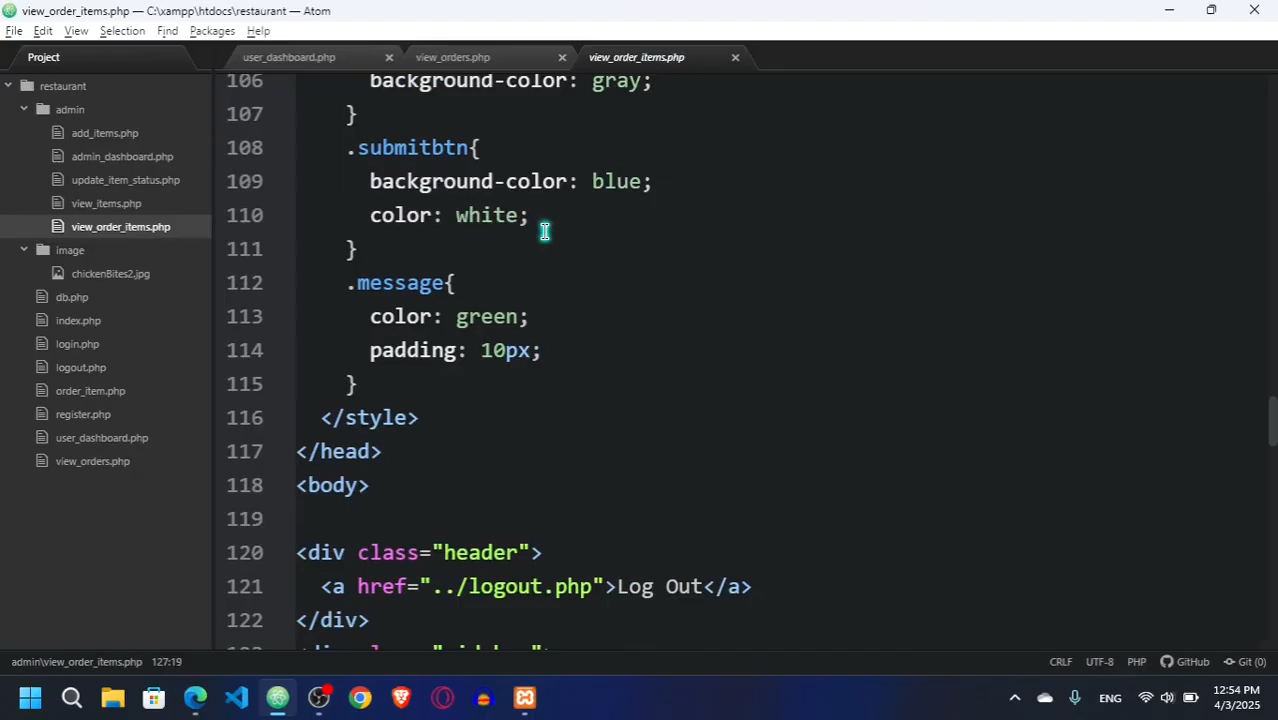 view_order_items.php — C:\xampp\htdocs\restaurant — Atom
File Edit View Selection Find Packages Help
Project
user_dashboard.php
view_orders.php
view_order_items.php
restaurant
admin
add_items.php
admin_dashboard.php
update_item_status.php
view_items.php
view_order_items.php
image
chickenBites2.jpg
db.php
index.php
login.php
logout.php
order_item.php
register.php
user_dashboard.php
view_orders.php
106 background-color: gray;
107 }
108 .submitbtn{
109 background-color: blue;
110 color: white;
111 }
112 .message{
113 color: green;
114 padding: 10px;
115 }
116 </style>
117 </head>
118 <body>
119
120 <div class="header">
121 <a href="../logout.php">Log Out</a>
122 </div>
admin\view_order_items.php 127:19
CRLF UTF-8 PHP GitHub Git (0)
ENG
12:54 PM
4/3/2025